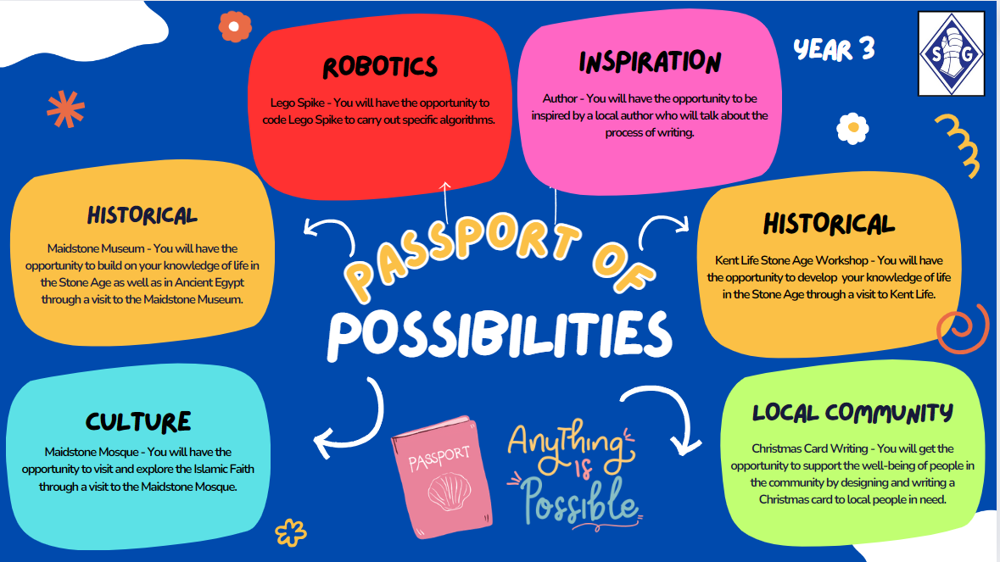 ROBOTICS
Lego Spike - You will have the opportunity to
code Lego Spike to carry out specific algorithms.
INSPIRATION
Author - You will have the opportunity to be
inspired by a local author who will talk about the
process of writing.
YEAR 3
S G
HISTORICAL
Maidstone Museum - You will have the
opportunity to build on your knowledge of life in
the Stone Age as well as in Ancient Egypt
through a visit to the Maidstone Museum.
PASSPORT OF
POSSIBILITIES
HISTORICAL
Kent Life Stone Age Workshop - You will have
the opportunity to develop your knowledge of life
in the Stone Age through a visit to Kent Life.
CULTURE
Maidstone Mosque - You will have the
opportunity to visit and explore the Islamic Faith
through a visit to the Maidstone Mosque.
PASSPORT
Anything
is
Possible
LOCAL COMMUNITY
Christmas Card Writing - You will get the
opportunity to support the well-being of people in
the community by designing and writing a
Christmas card to local people in need.